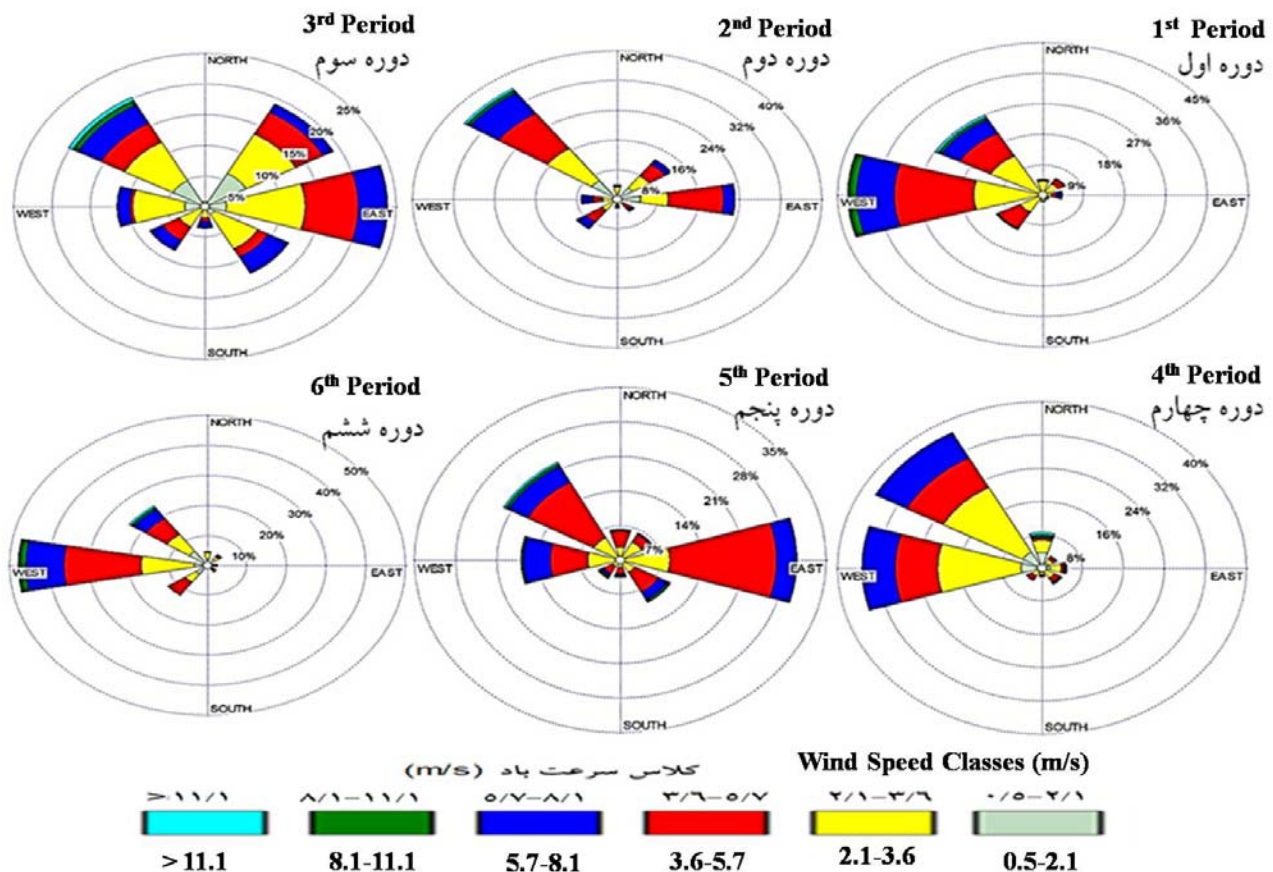 3rd Period
دوره سوم
NORTH
25%
20%
15%
10%
5%
WEST
EAST
SOUTH
2nd Period
دوره دوم
NORTH
40%
32%
24%
16%
8%
WEST
EAST
SOUTH
1st Period
دوره اول
NORTH
45%
36%
27%
18%
9%
WEST
EAST
SOUTH
6th Period
دوره ششم
NORTH
50%
40%
30%
20%
10%
WEST
EAST
SOUTH
5th Period
دوره پنجم
NORTH
35%
28%
21%
14%
7%
WEST
EAST
SOUTH
4th Period
دوره چهارم
NORTH
40%
32%
24%
16%
8%
WEST
EAST
SOUTH
کلاس سرعت باد (m/s) Wind Speed Classes (m/s)
>۱۱/۱ ۸/۱-۱۱/۱ ۵/۷-۸/۱ ۳/۶-۵/۷ ۲/۱-۳/۶ ۰/۵-۲/۱
> 11.1 8.1-11.1 5.7-8.1 3.6-5.7 2.1-3.6 0.5-2.1